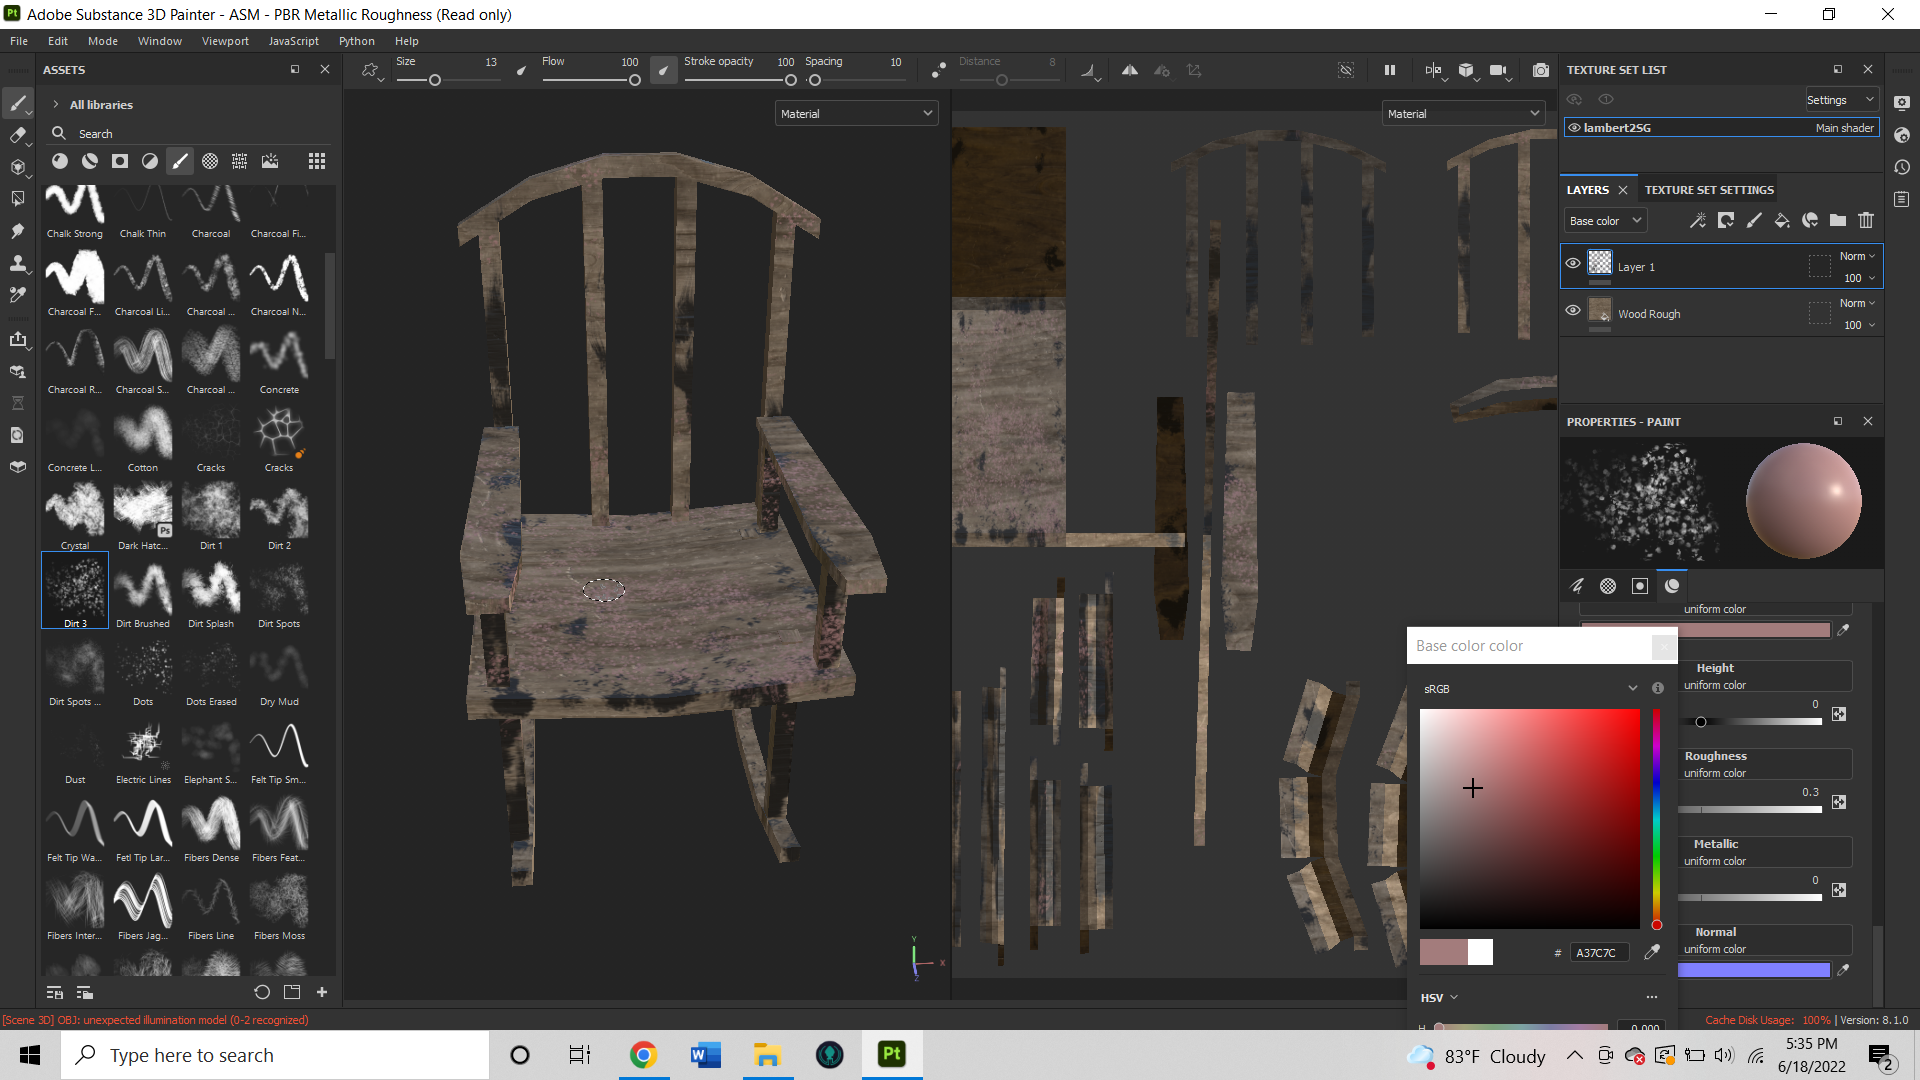 Pt Adobe Substance 3D Painter - ASM - PBR Metallic Roughness (Read only)
File Edit Mode Window Viewport JavaScript Python Help
ASSETS
All libraries
Search
Chalk Strong Chalk Thin Charcoal Charcoal Fi...
Charcoal F... Charcoal Li... Charcoal ... Charcoal N...
Charcoal R... Charcoal S... Charcoal ... Concrete
Concrete L... Cotton Cracks Cracks
Ps
Crystal Dark Hatc... Dirt 1 Dirt 2
Dirt 3 Dirt Brushed Dirt Splash Dirt Spots
Dirt Spots ... Dots Dots Erased Dry Mud
Dust Electric Lines Elephant S... Felt Tip Sm...
Felt Tip Wa... Fetl Tip Lar... Fibers Dense Fibers Feat...
Fibers Inter... Fibers Jag... Fibers Line Fibers Moss
Size 13 Flow 100 Stroke opacity 100 Spacing 10 Distance 8
Material
Material
Y
X
Z
TEXTURE SET LIST
Settings
lambert2SG Main shader
LAYERS TEXTURE SET SETTINGS
Base color
Layer 1 Norm
100
Wood Rough Norm
100
PROPERTIES - PAINT
uniform color
Height
uniform color
0
Roughness
uniform color
0.3
Metallic
uniform color
0
Normal
uniform color
Base color color
sRGB
# A37C7C
HSV ...
H 0.000
[Scene 3D] OBJ: unexpected illumination model (0-2 recognized)
Cache Disk Usage: 100% | Version: 8.1.0
Type here to search
Pt
83°F Cloudy
5:35 PM
6/18/2022
2